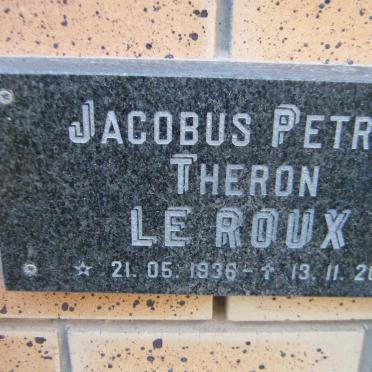 JACOBUS PETR
THERON
LE ROUX
☆ 21. 05. 1936 - ✝ 13. 11. 20